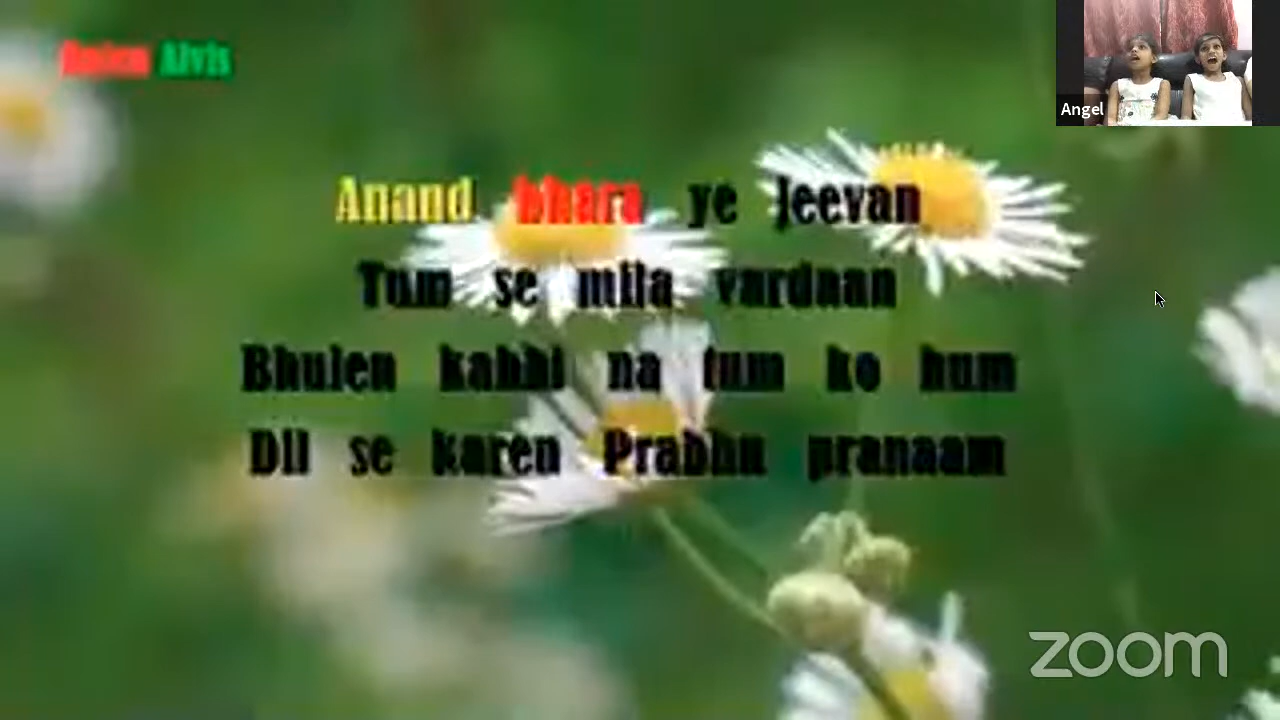 Alvis
Angel
Anand bhara ye Jeevan
Tum se mila vardaan
Bhulen kabhi na tum ko hum
Dil se karen Prabhu pranaam
zoom